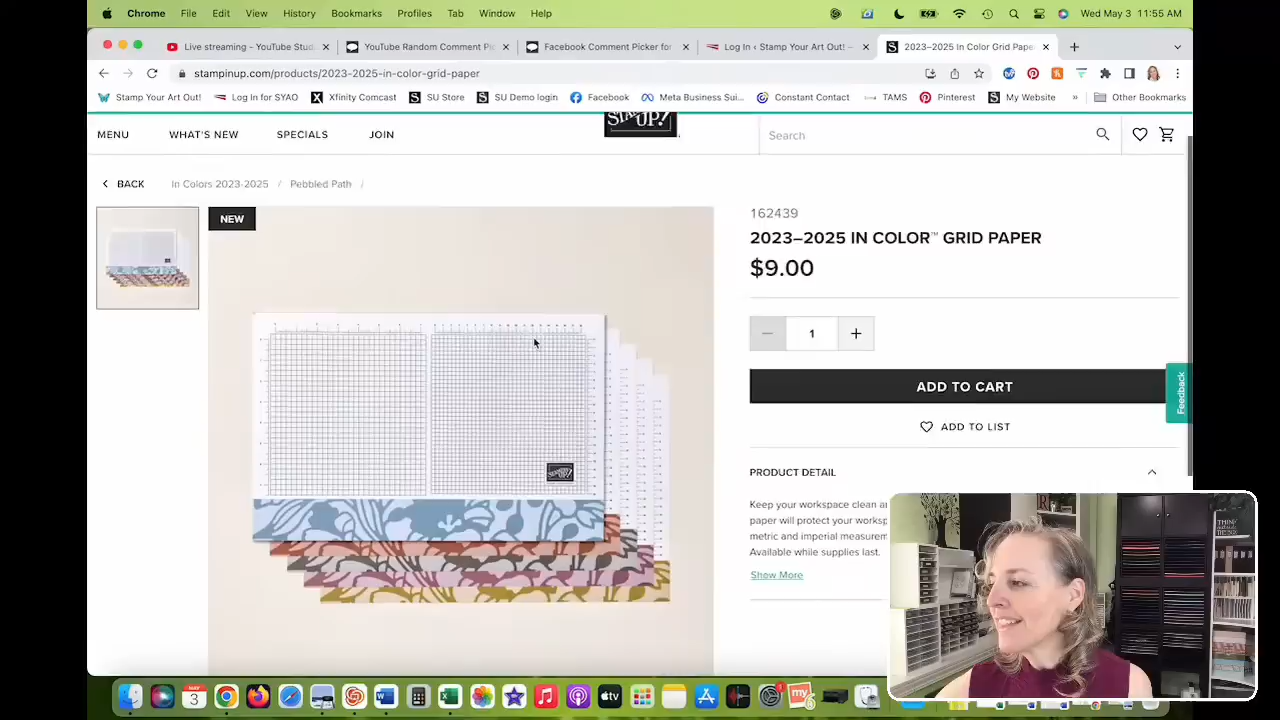 Chrome File Edit View History Bookmarks Profiles Tab Window Help Wed May 3 11:55 AM
Live streaming - YouTube Stud YouTube Random Comment Pi Facebook Comment Picker for Log In ‹ Stamp Your Art Out! – 2023–2025 In Color Grid Pape
stampinup.com/products/2023-2025-in-color-grid-paper
Stamp Your Art Out! Log In for SYAO Xfinity Comcast SU Store SU Demo login Facebook Meta Business Sui... Constant Contact TAMS Pinterest My Website » Other Bookmarks
STAMPIN' UP!
MENU WHAT'S NEW SPECIALS JOIN Search
BACK In Colors 2023-2025 / Pebbled Path /
NEW
162439
2023–2025 IN COLOR™ GRID PAPER
$9.00
1
ADD TO CART
Feedback
ADD TO LIST
PRODUCT DETAIL
Keep your workspace clean a
paper will protect your worksp
metric and imperial measurem
Available while supplies last.
Show More
THINK
outside
THE BOX